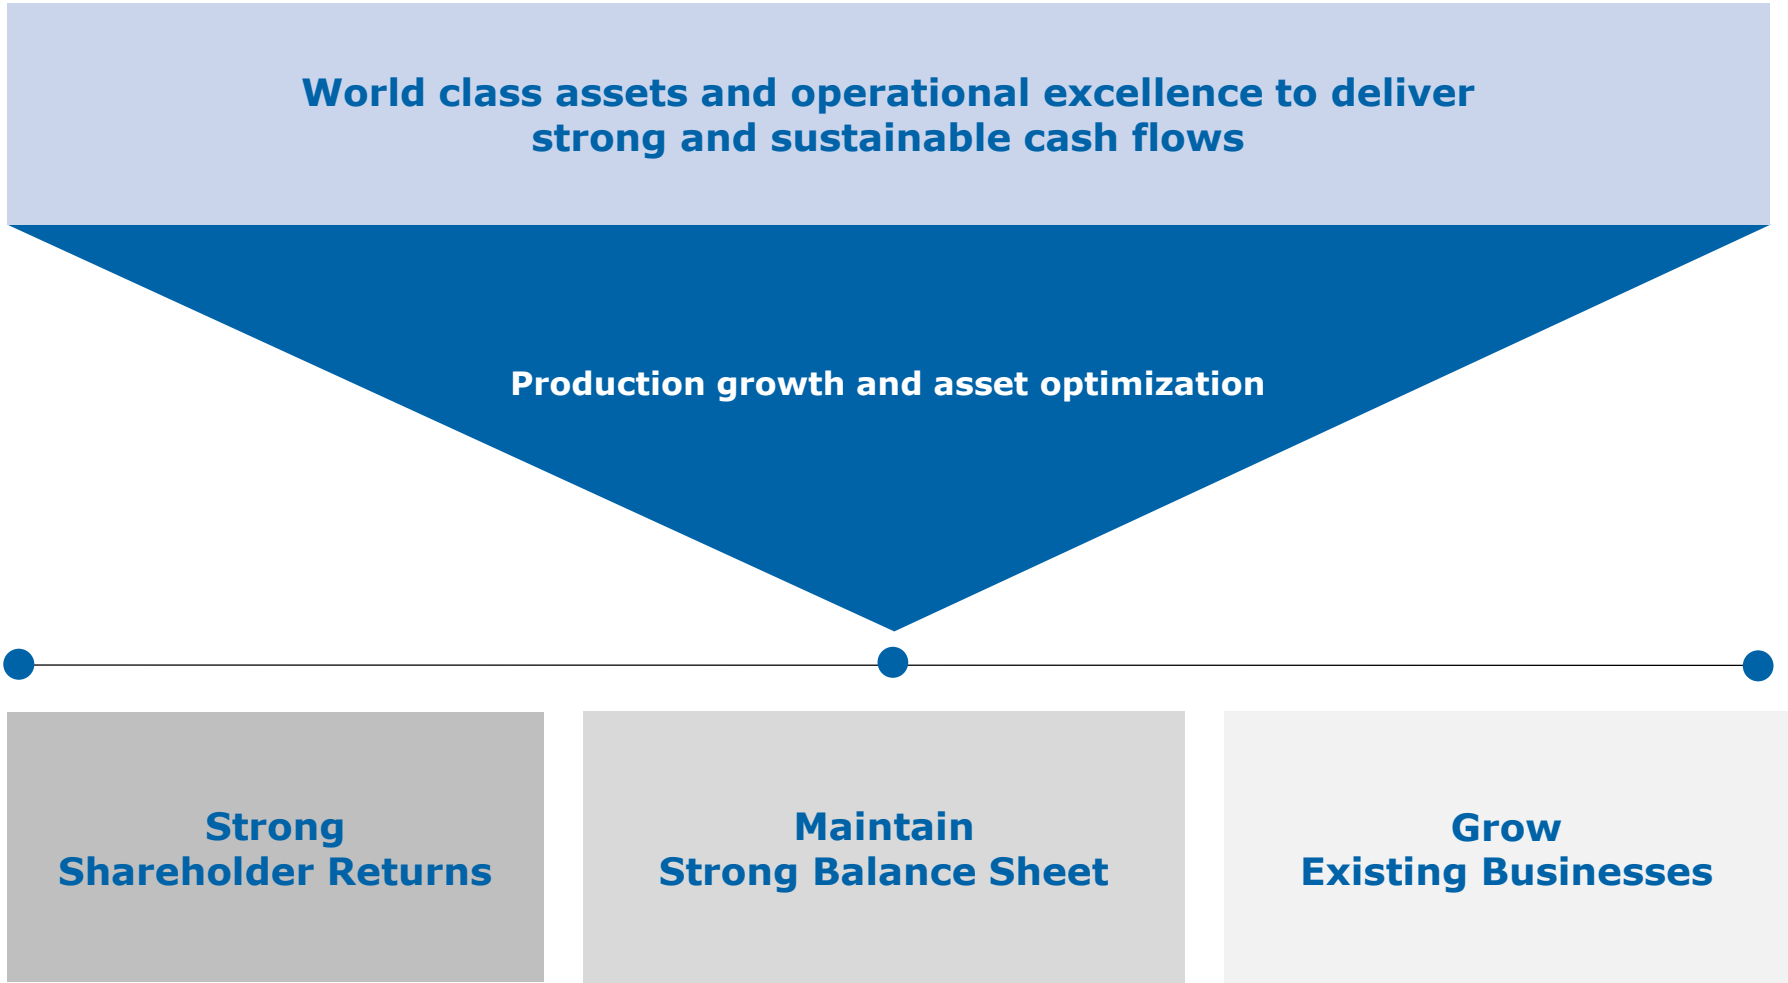 World class assets and operational excellence to deliver
strong and sustainable cash flows
Production growth and asset optimization
Strong
Shareholder Returns
Maintain
Strong Balance Sheet
Grow
Existing Businesses